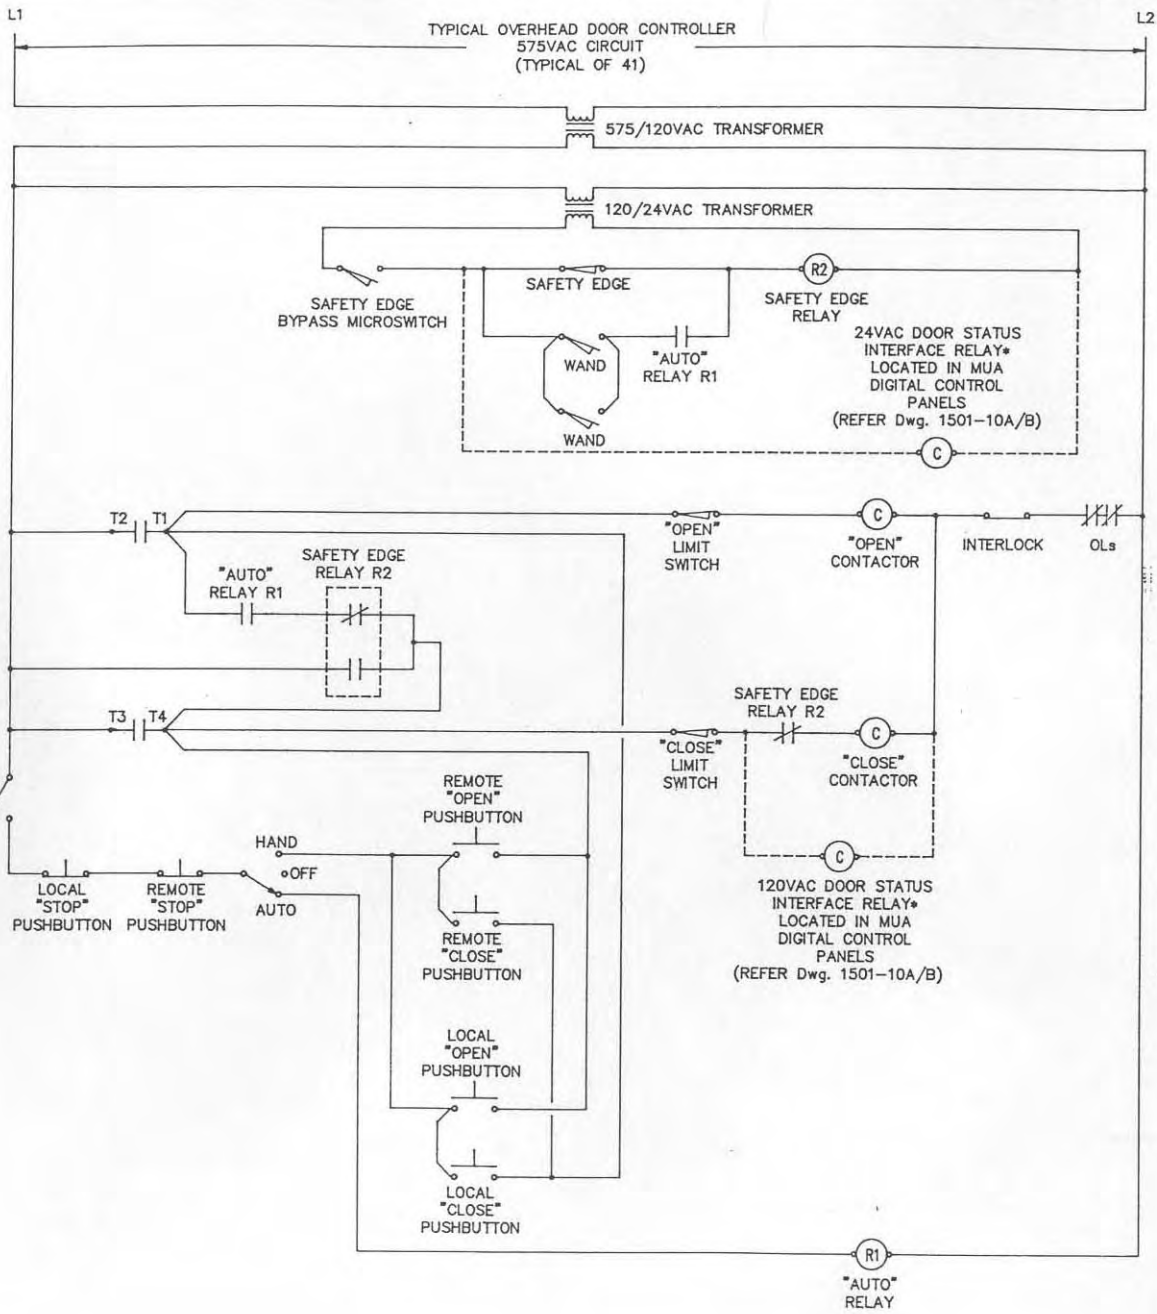 L1
L2
TYPICAL OVERHEAD DOOR CONTROLLER
575VAC CIRCUIT
(TYPICAL OF 41)
575/120VAC TRANSFORMER
120/24VAC TRANSFORMER
SAFETY EDGE
BYPASS MICROSWITCH
SAFETY EDGE
R2
SAFETY EDGE
RELAY
WAND
"AUTO"
RELAY R1
WAND
24VAC DOOR STATUS
INTERFACE RELAY*
LOCATED IN MUA
DIGITAL CONTROL
PANELS
(REFER Dwg. 1501-10A/B)
C
T2
T1
"OPEN"
LIMIT
SWITCH
C
"OPEN"
CONTACTOR
INTERLOCK
OLs
"AUTO"
RELAY R1
SAFETY EDGE
RELAY R2
T3
T4
"CLOSE"
LIMIT
SWITCH
SAFETY EDGE
RELAY R2
C
"CLOSE"
CONTACTOR
C
120VAC DOOR STATUS
INTERFACE RELAY*
LOCATED IN MUA
DIGITAL CONTROL
PANELS
(REFER Dwg. 1501-10A/B)
LOCAL
"STOP"
PUSHBUTTON
REMOTE
"STOP"
PUSHBUTTON
HAND
OFF
AUTO
REMOTE
"OPEN"
PUSHBUTTON
REMOTE
"CLOSE"
PUSHBUTTON
LOCAL
"OPEN"
PUSHBUTTON
LOCAL
"CLOSE"
PUSHBUTTON
R1
"AUTO"
RELAY